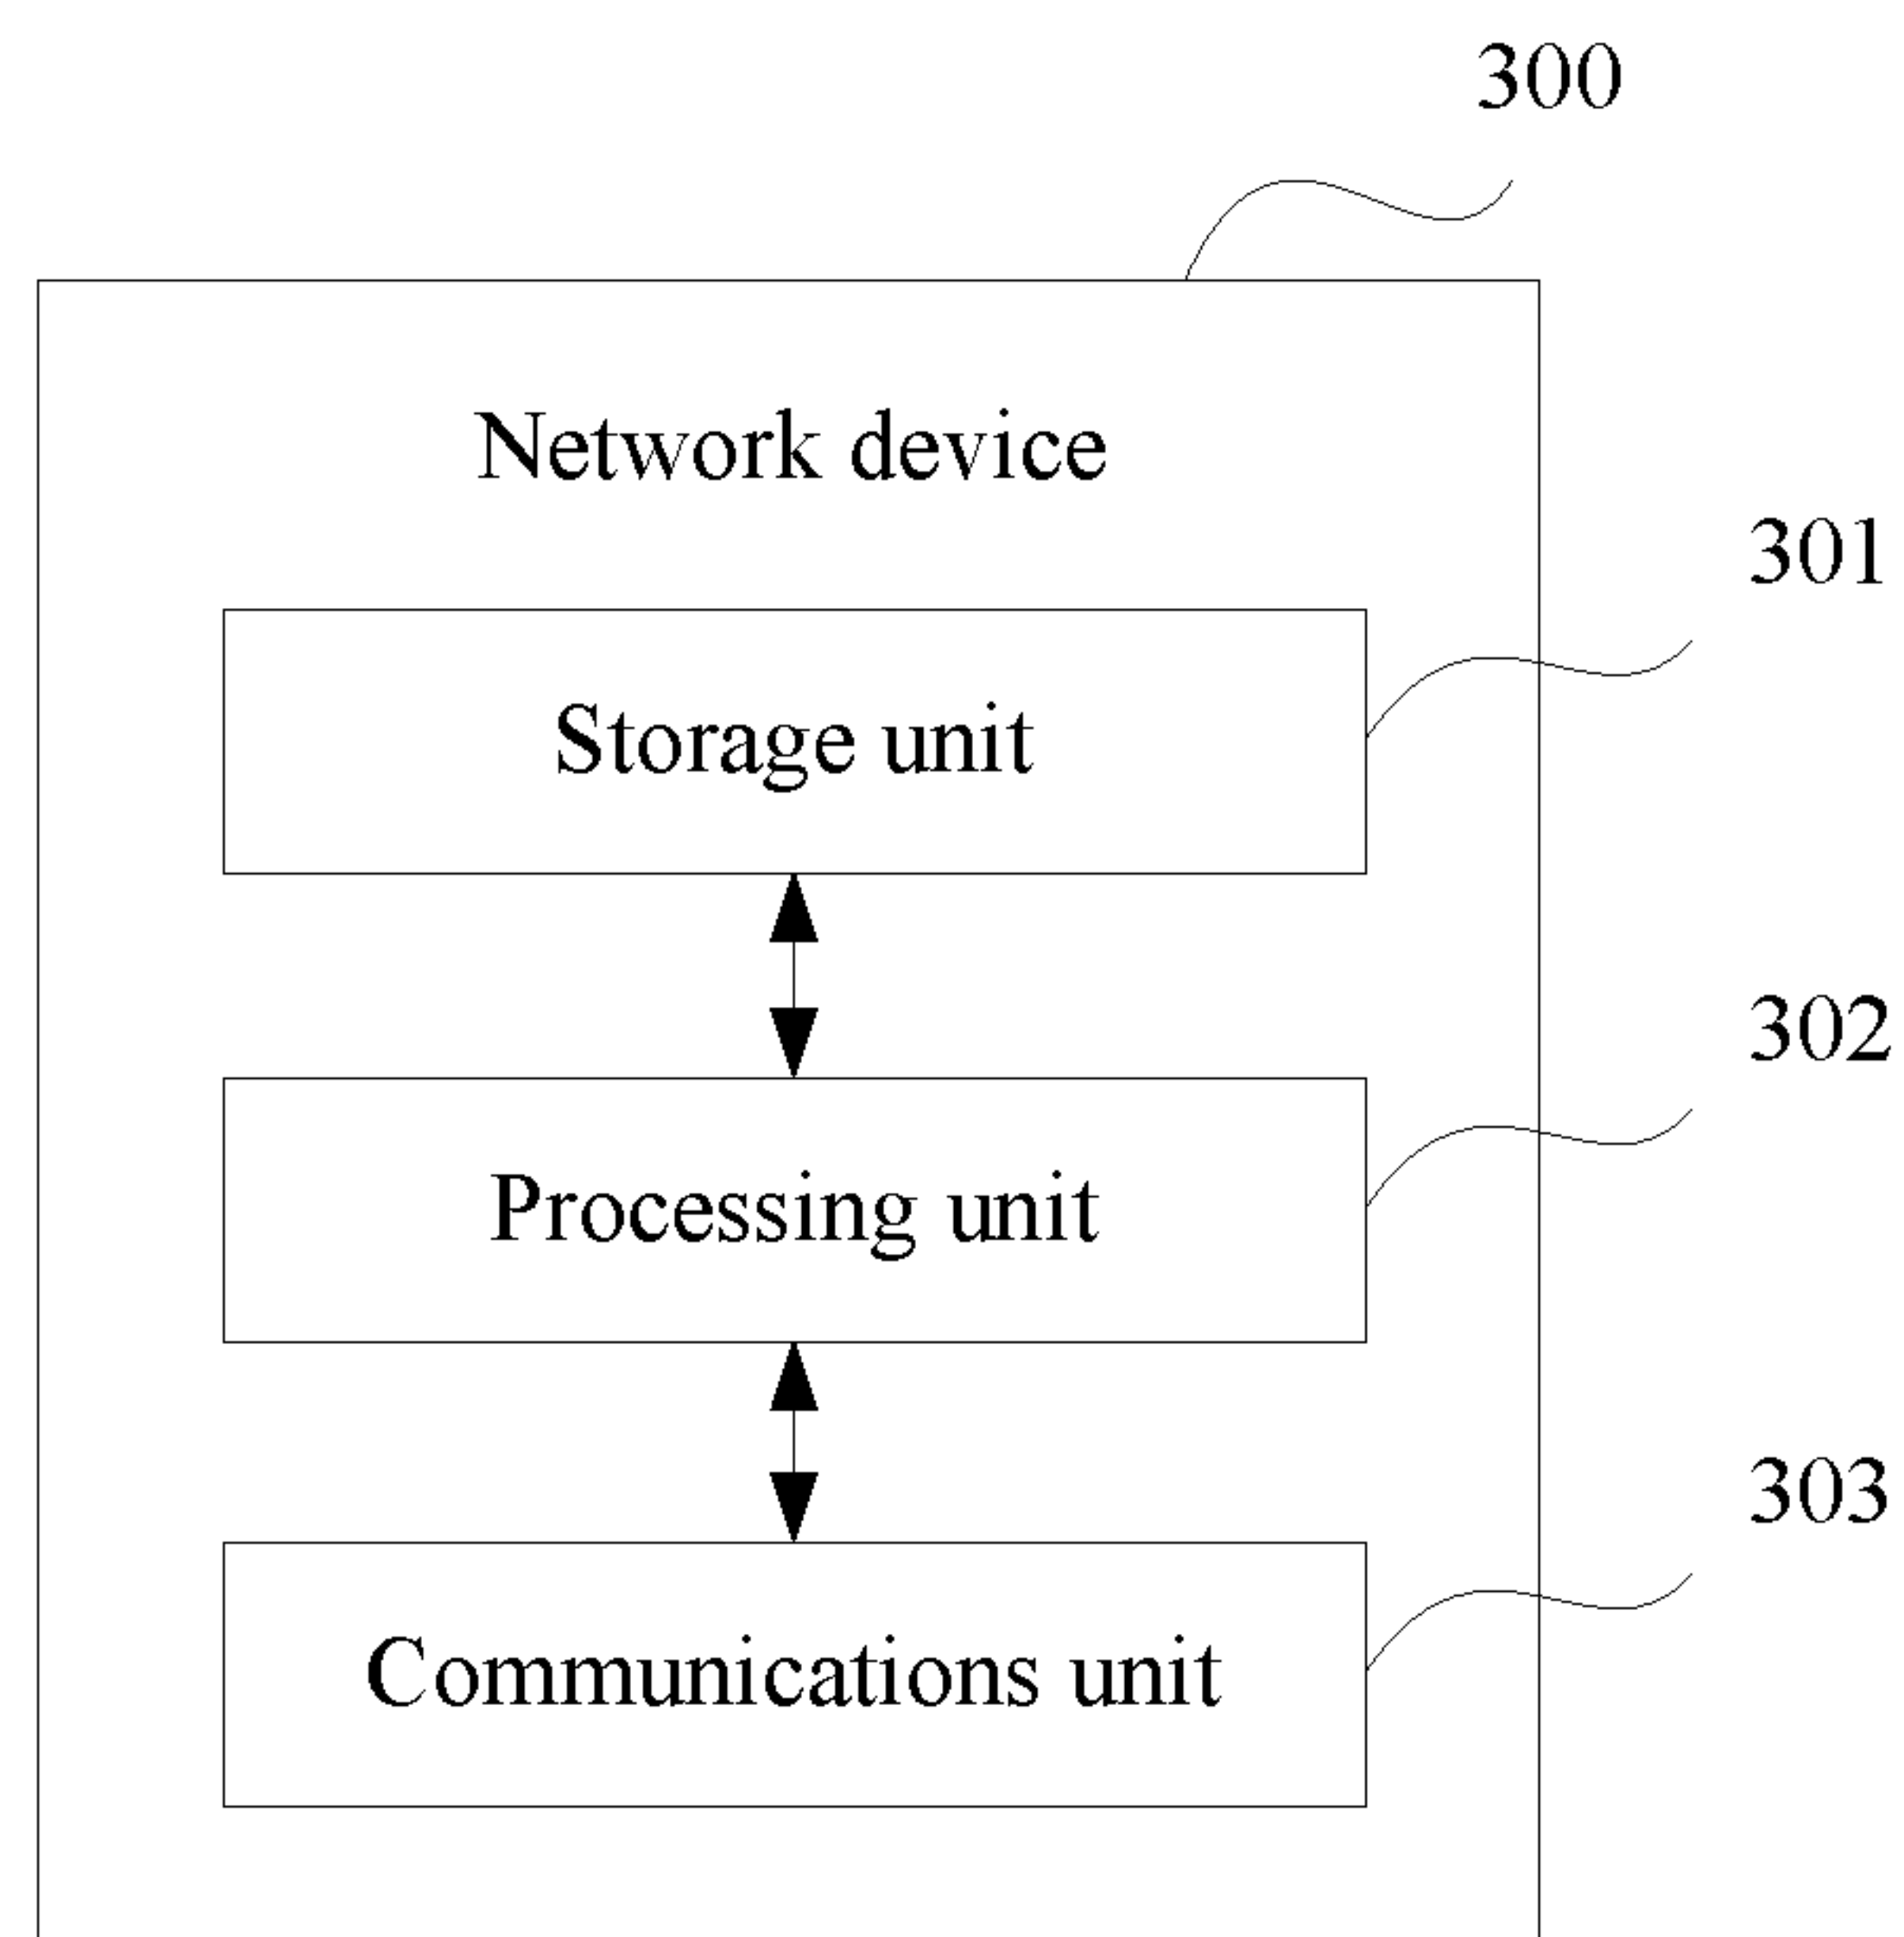 300
Network device
301
Storage unit
302
Processing unit
303
Communications unit